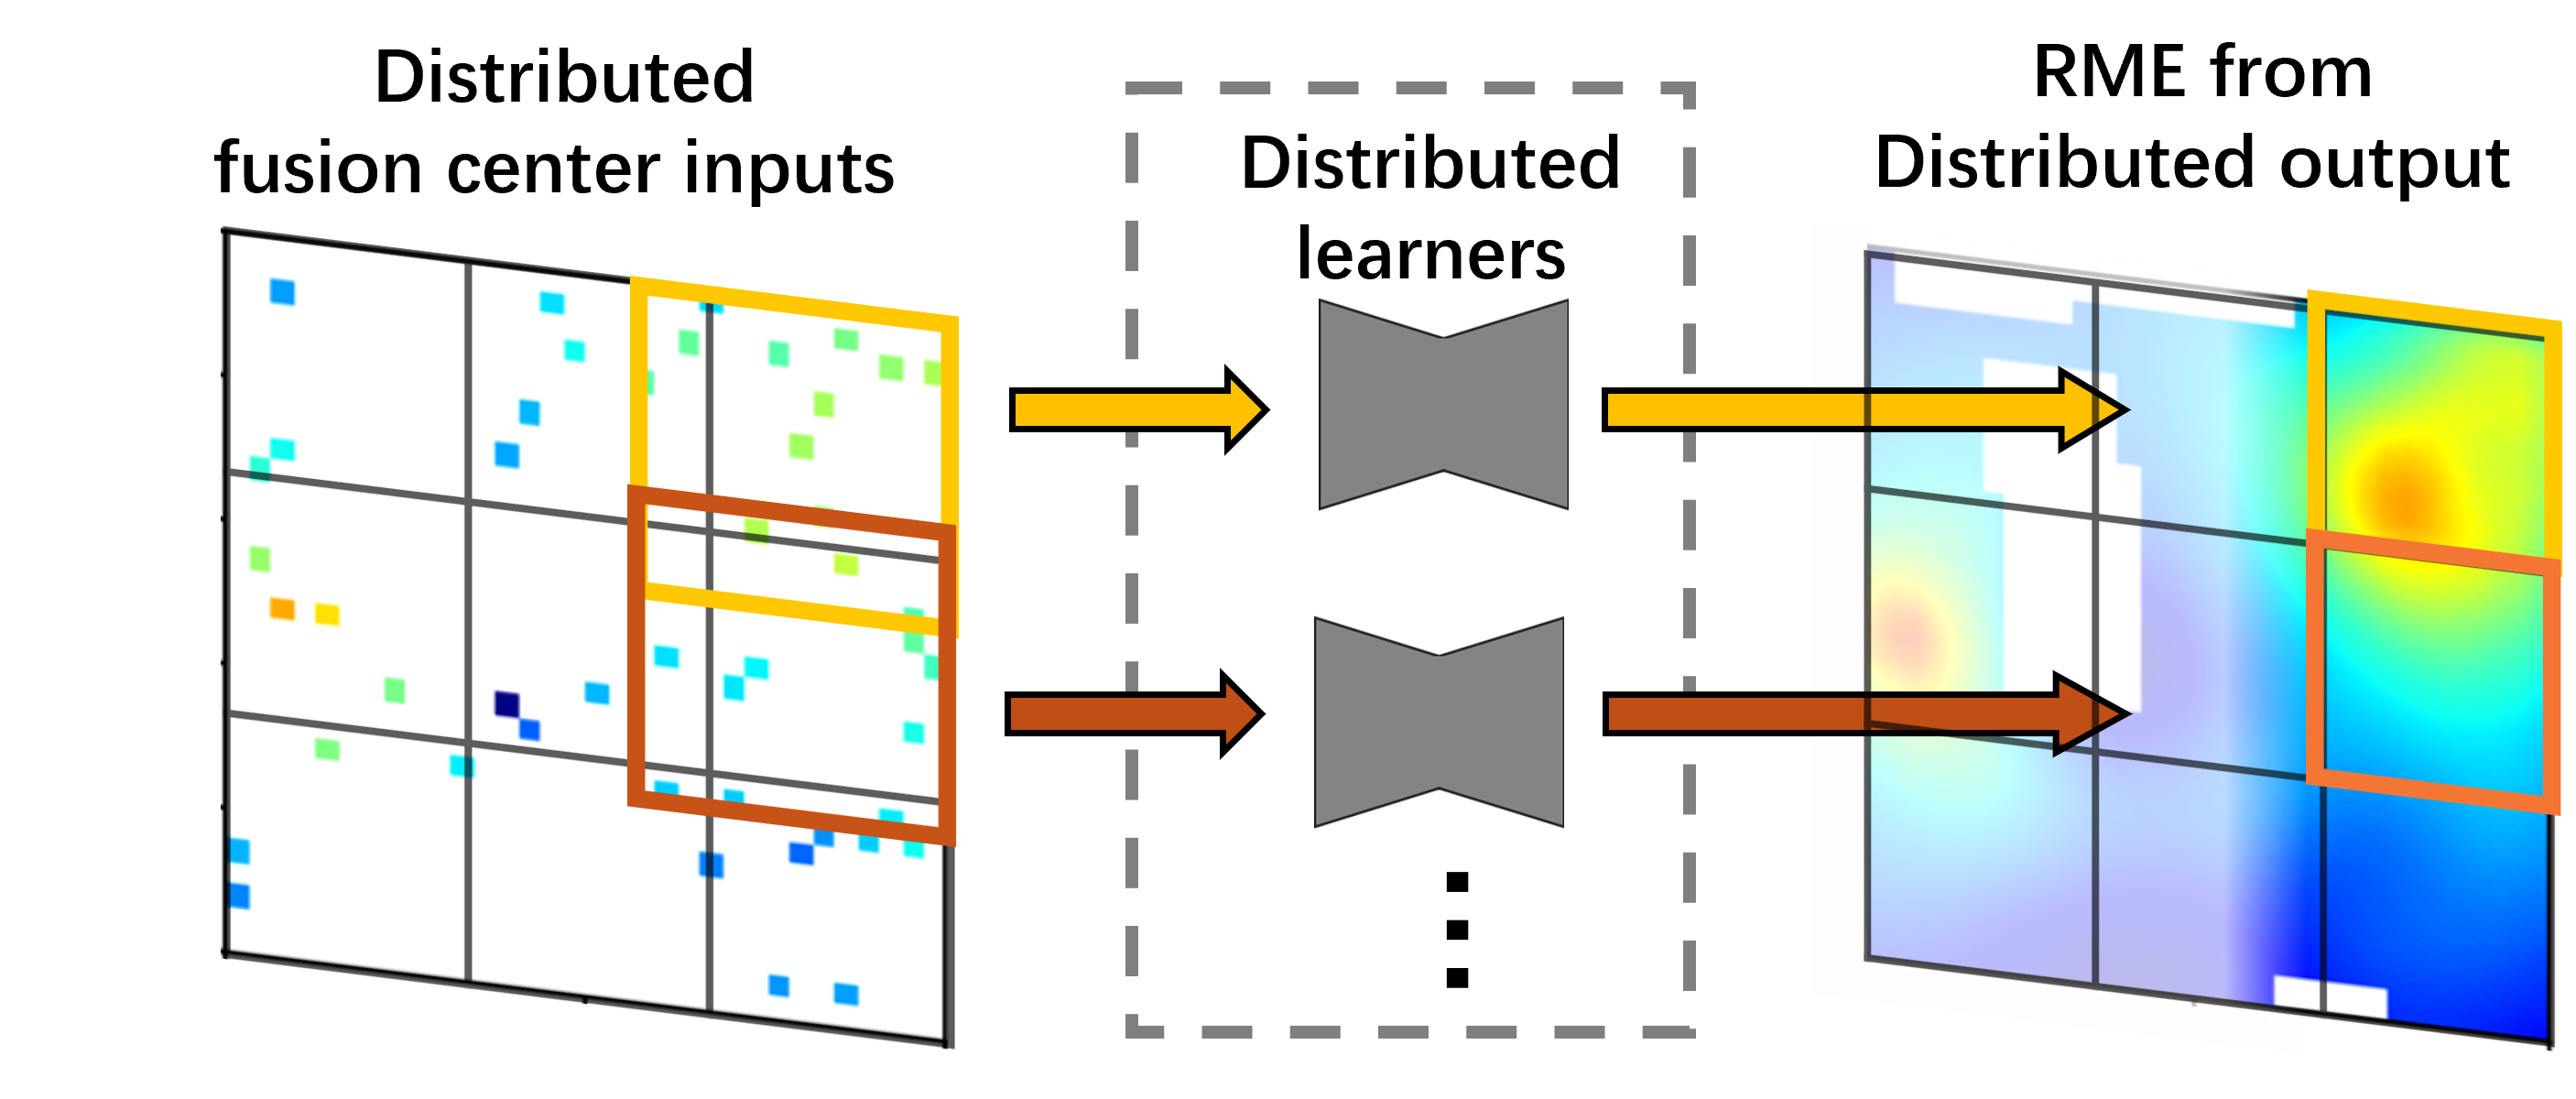 Distributed
fusion center inputs
Distributed
learners
RME from
Distributed output